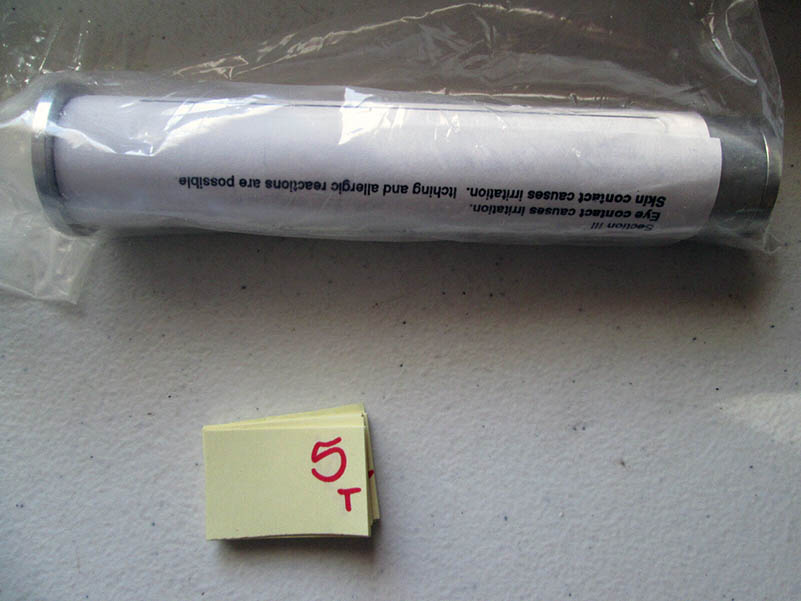 Section III
Eye contact causes irritation.
Skin contact causes irritation. Itching and allergic reactions are possible.
5
T